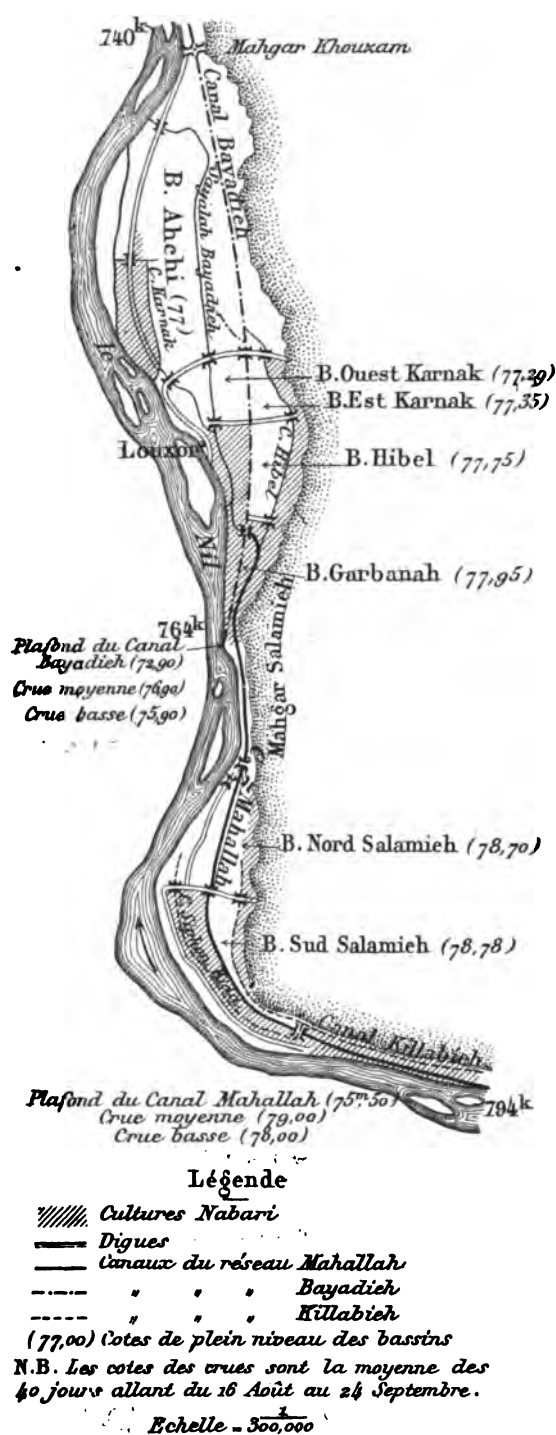 740ᵏ
Mahgar Khouxam
Canal Bayadieh
B. Ahchi (77)
C. Karnak
Bayadieh
B. Ouest Karnak (77,29)
B. Est Karnak (77,35)
le
Louxor
C. Hibel
B. Hibel (77,75)
Nil
B. Garbanah (77,95)
764ᵏ
Plafond du Canal
Bayadieh (72,90)
Crue moyenne (76,90)
Crue basse (75,90)
Mahgar Salamieh
C. Mahallah
B. Nord Salamieh (78,70)
B. Sud Salamieh (78,78)
Canal Killabieh
Plafond du Canal Mahallah (75ᵐ50)
Crue moyenne (79,00)
Crue basse (78,00)
794ᵏ
Légende
Cultures Nabari
Digues
Canaux du réseau Mahallah
" " " Bayadieh
" " " Killabieh
(77,00) Cotes de plein niveau des bassins
N.B. Les cotes des crues sont la moyenne des
40 jours allant du 16 Août au 24 Septembre.
Echelle = 1/300,000